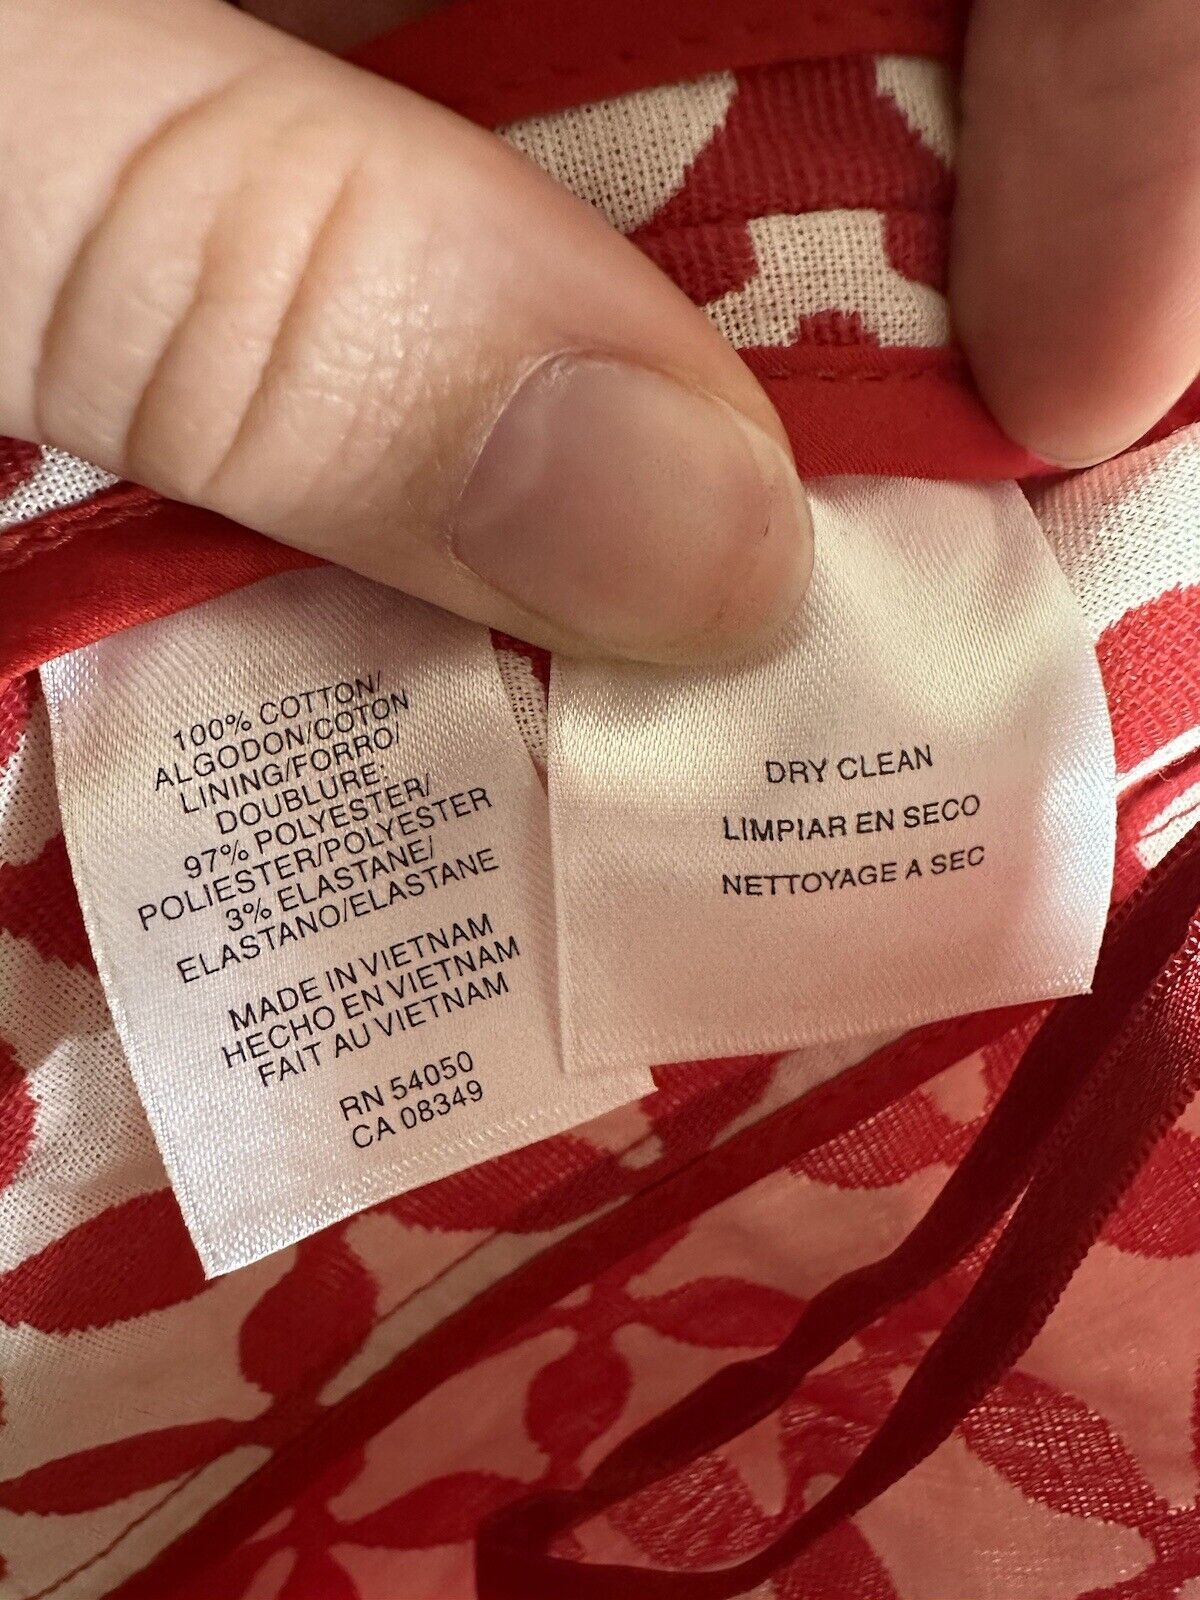 100% COTTON/
ALGODON/COTON
LINING/FORRO/
DOUBLURE:
97% POLYESTER/
POLIESTER/POLYESTER
3% ELASTANE/
ELASTANO/ELASTANE
MADE IN VIETNAM
HECHO EN VIETNAM
FAIT AU VIETNAM
RN 54050
CA 08349
DRY CLEAN
LIMPIAR EN SECO
NETTOYAGE A SEC